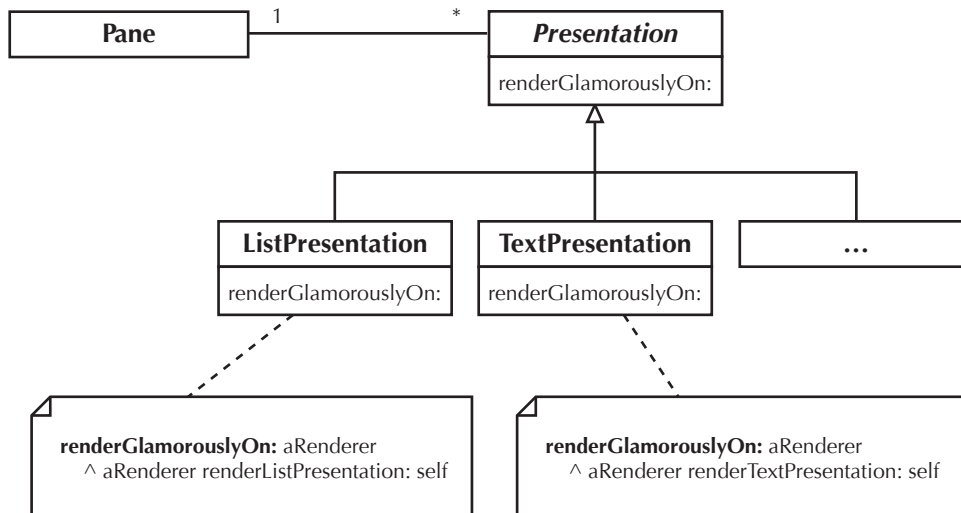 Pane
1
*
Presentation
renderGlamorouslyOn:
ListPresentation
renderGlamorouslyOn:
TextPresentation
renderGlamorouslyOn:
...
renderGlamorouslyOn: aRenderer
^ aRenderer renderListPresentation: self
renderGlamorouslyOn: aRenderer
^ aRenderer renderTextPresentation: self